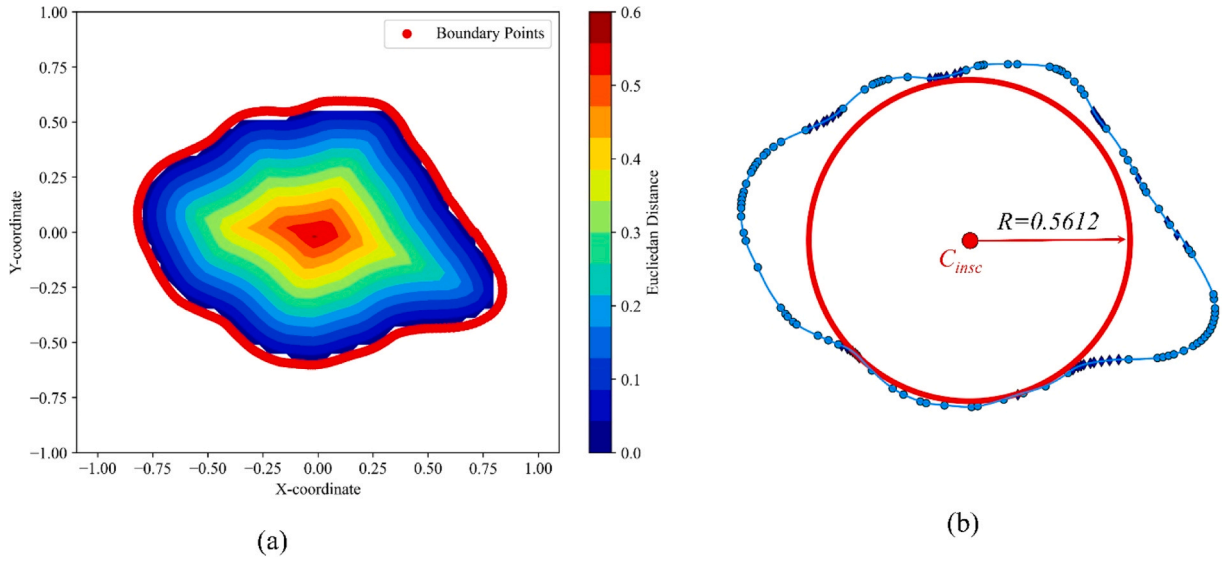 1.00
0.75
0.50
0.25
0.00
−0.25
−0.50
−0.75
−1.00
Y-coordinate
−1.00 −0.75 −0.50 −0.25 0.00 0.25 0.50 0.75 1.00
X-coordinate
Boundary Points
0.6
0.5
0.4
0.3
0.2
0.1
0.0
Eucliedan Distance
(a)
R=0.5612
C_insc
(b)